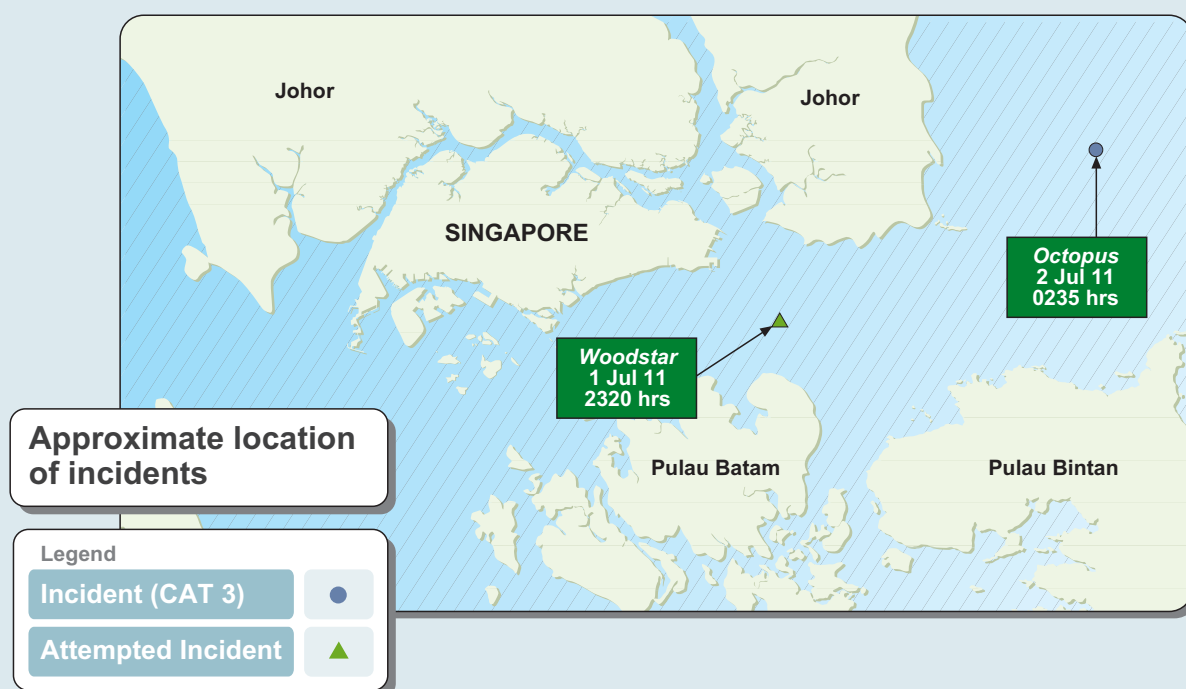 Johor
Johor
SINGAPORE
Octopus
2 Jul 11
0235 hrs
Woodstar
1 Jul 11
2320 hrs
Pulau Batam
Pulau Bintan
Approximate location
of incidents
Legend
Incident (CAT 3)
Attempted Incident